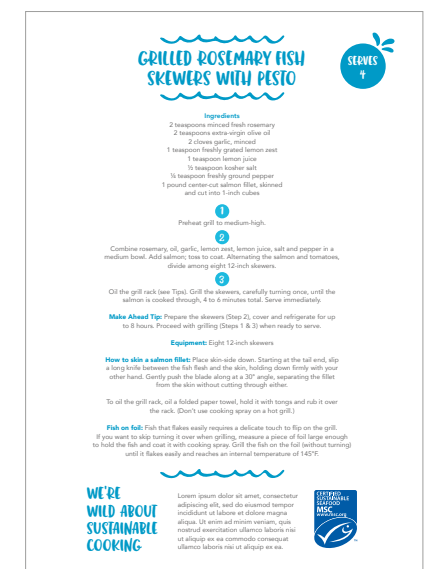 GRILLED ROSEMARY FISH
SKEWERS WITH PESTO
SERVES
4
Ingredients
2 teaspoons minced fresh rosemary
2 teaspoons extra-virgin olive oil
2 cloves garlic, minced
1 teaspoon freshly grated lemon zest
1 teaspoon lemon juice
½ teaspoon kosher salt
¼ teaspoon freshly ground pepper
1 pound center-cut salmon fillet, skinned
and cut into 1-inch cubes
1
Preheat grill to medium-high.
2
Combine rosemary, oil, garlic, lemon zest, lemon juice, salt and pepper in a
medium bowl. Add salmon; toss to coat. Alternating the salmon and tomatoes,
divide among eight 12-inch skewers.
3
Oil the grill rack (see Tips). Grill the skewers, carefully turning once, until the
salmon is cooked through, 4 to 6 minutes total. Serve immediately.
Make Ahead Tip: Prepare the skewers (Step 2), cover and refrigerate for up
to 8 hours. Proceed with grilling (Steps 1 & 3) when ready to serve.
Equipment: Eight 12-inch skewers
How to skin a salmon fillet: Place skin-side down. Starting at the tail end, slip
a long knife between the fish flesh and the skin, holding down firmly with your
other hand. Gently push the blade along at a 30° angle, separating the fillet
from the skin without cutting through either.
To oil the grill rack, oil a folded paper towel, hold it with tongs and rub it over
the rack. (Don't use cooking spray on a hot grill.)
Fish on foil: Fish that flakes easily requires a delicate touch to flip on the grill.
If you want to skip turning it over when grilling, measure a piece of foil large enough
to hold the fish and coat it with cooking spray. Grill the fish on the foil (without turning)
until it flakes easily and reaches an internal temperature of 145°F.
WE'RE
WILD ABOUT
SUSTAINABLE
COOKING
Lorem ipsum dolor sit amet, consectetur
adipiscing elit, sed do eiusmod tempor
incididunt ut labore et dolore magna
aliqua. Ut enim ad minim veniam, quis
nostrud exercitation ullamco laboris nisi
ut aliquip ex ea commodo consequat
ullamco laboris nisi ut aliquip ex ea.
CERTIFIED
SUSTAINABLE
SEAFOOD
MSC
www.msc.org